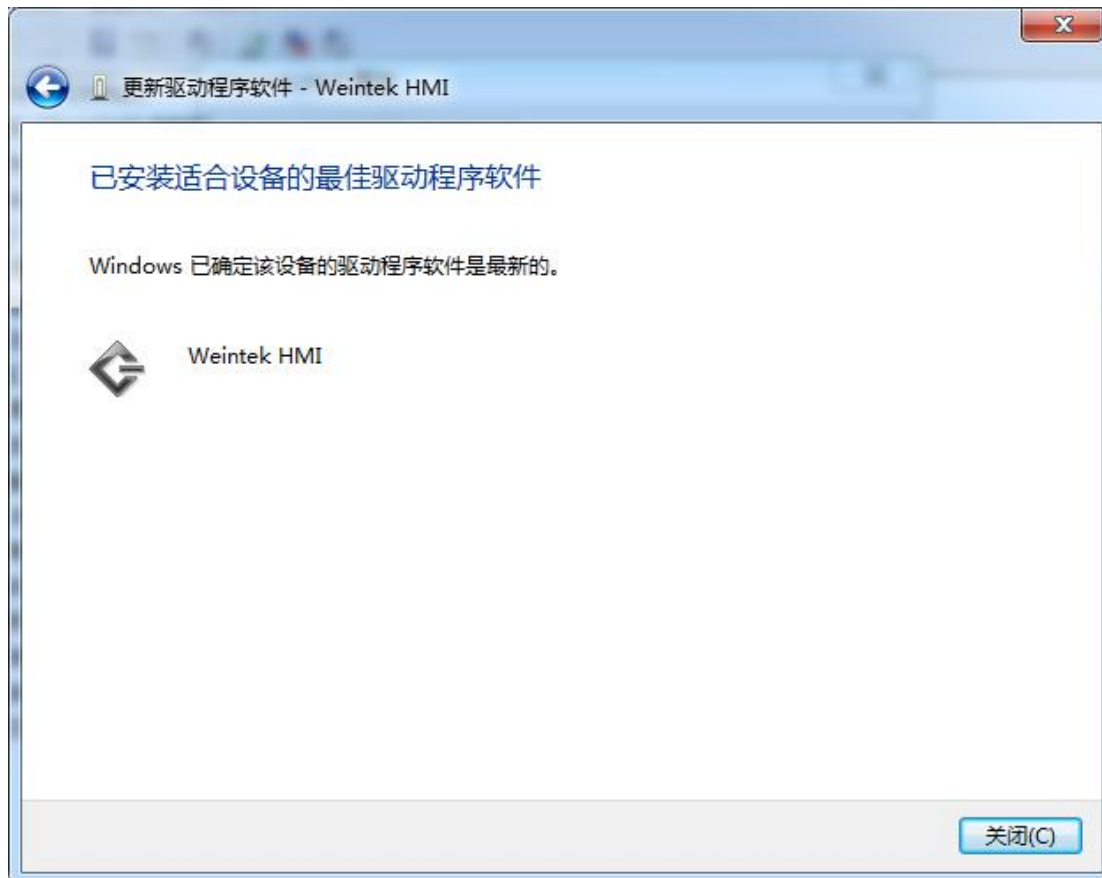 更新驱动程序软件 - Weintek HMI
已安装适合设备的最佳驱动程序软件
Windows 已确定该设备的驱动程序软件是最新的。
Weintek HMI
关闭(C)